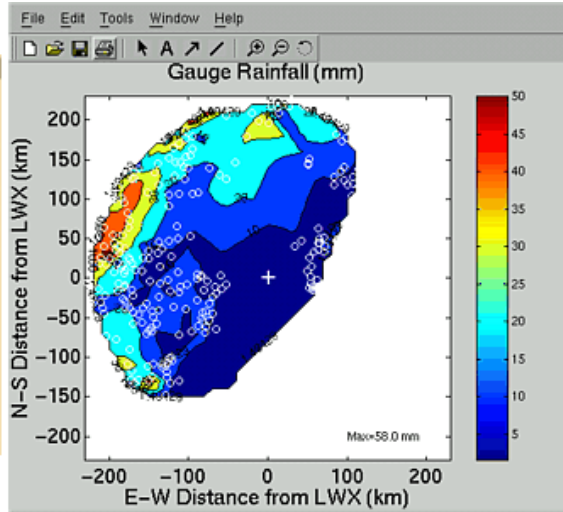 File Edit Tools Window Help
A
Gauge Rainfall (mm)
N-S Distance from LWX (km)
200
150
100
50
0
-50
-100
-150
-200
-200 -100 0 100 200
E-W Distance from LWX (km)
Max=58.0 mm
50
45
40
35
30
25
20
15
10
5